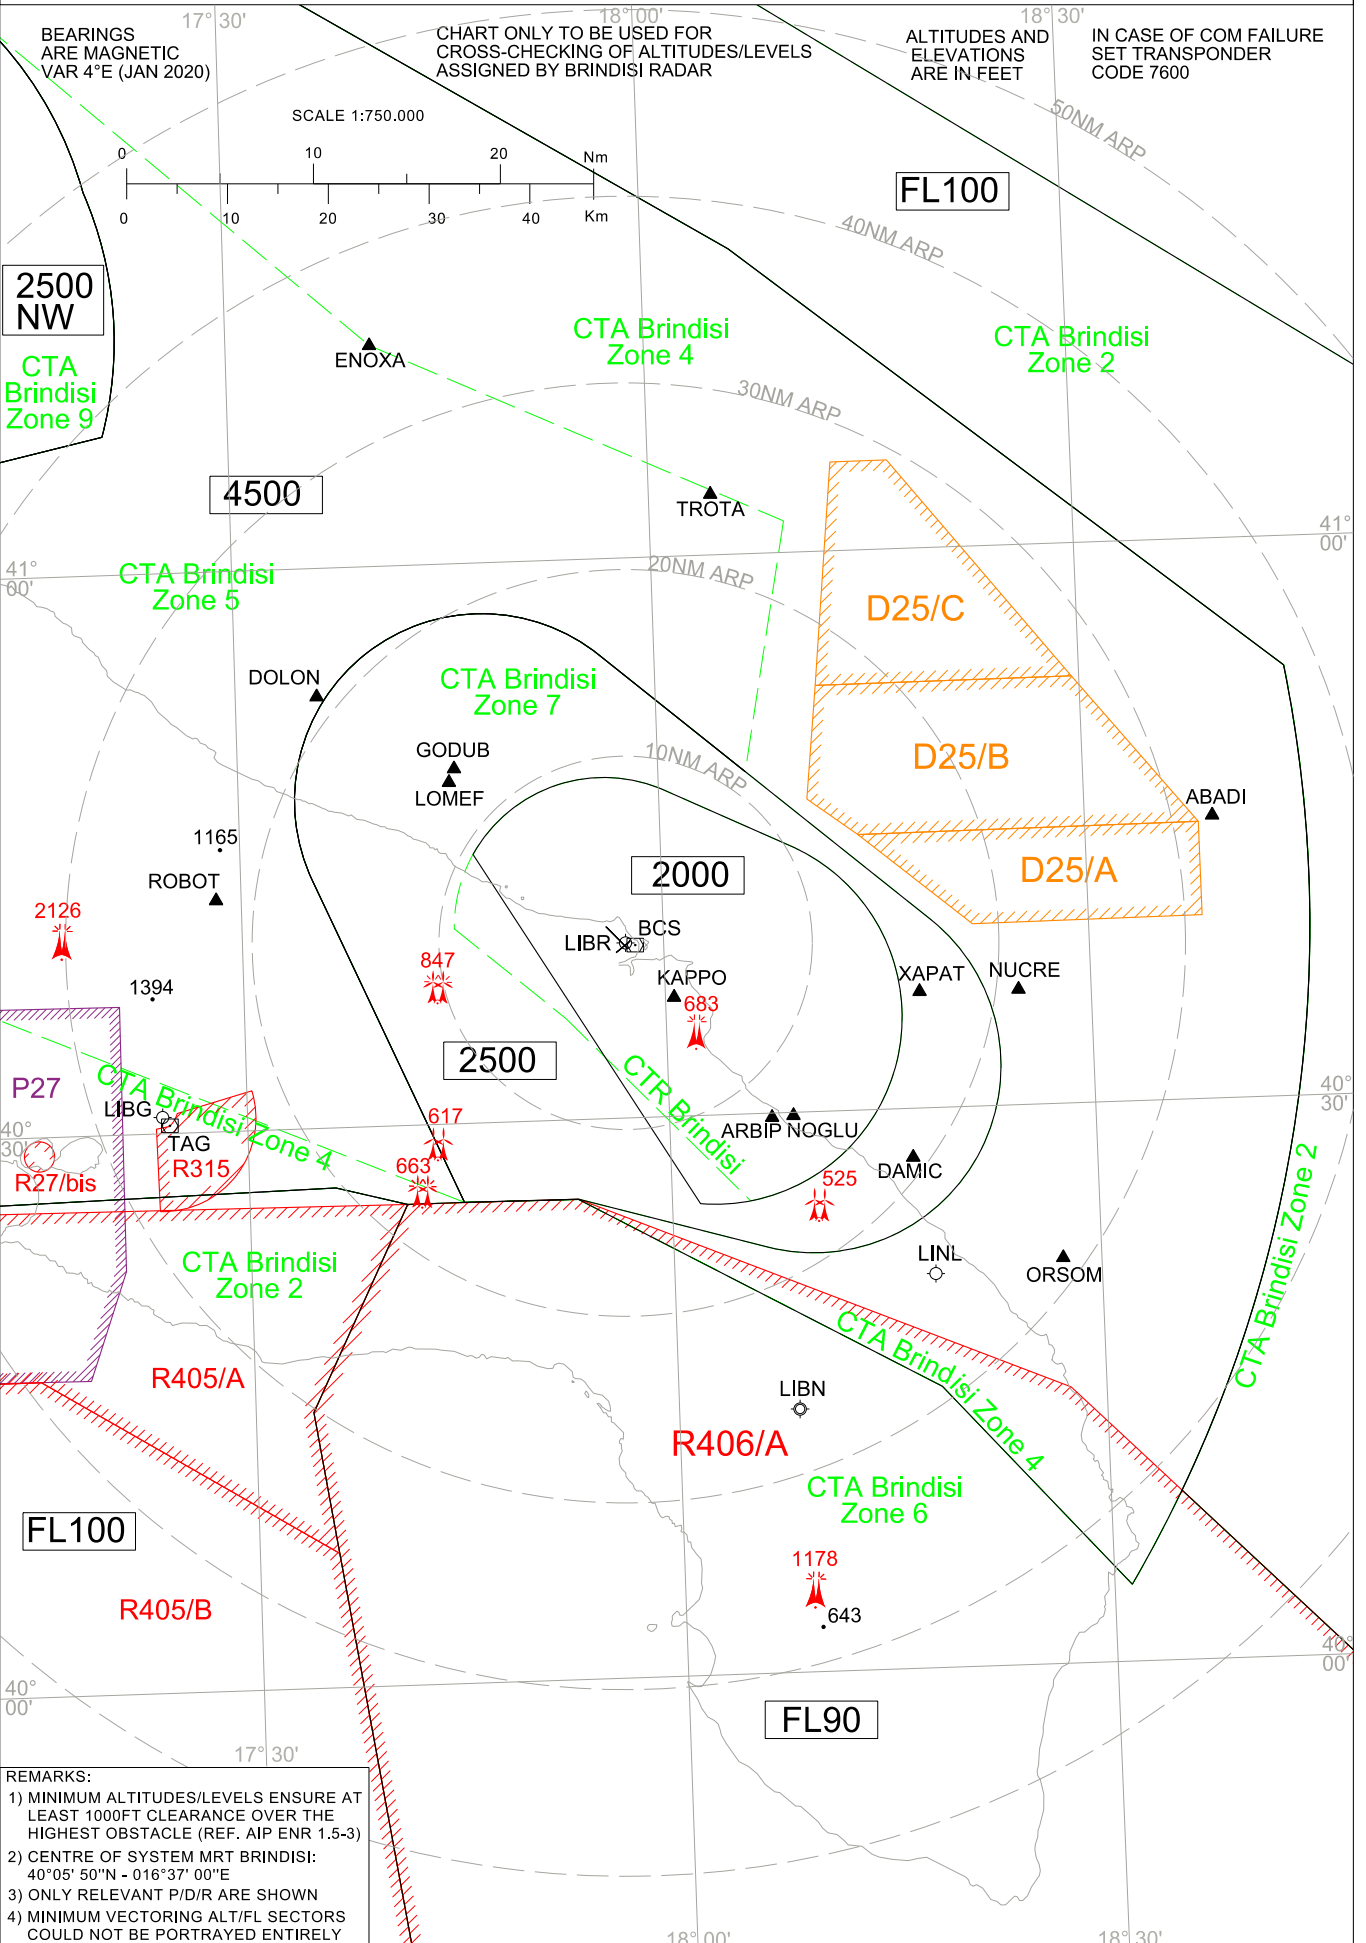 17° 30'
18° 00'
18° 30'
BEARINGS
ARE MAGNETIC
VAR 4°E (JAN 2020)
CHART ONLY TO BE USED FOR
CROSS-CHECKING OF ALTITUDES/LEVELS
ASSIGNED BY BRINDISI RADAR
ALTITUDES AND
ELEVATIONS
ARE IN FEET
IN CASE OF COM FAILURE
SET TRANSPONDER
CODE 7600
SCALE 1:750.000
0 10 20 Nm
0 10 20 30 40 Km
50NM ARP
FL100
40NM ARP
2500
NW
CTA Brindisi
Zone 4
CTA Brindisi
Zone 2
ENOXA
CTA
Brindisi
Zone 9
30NM ARP
4500
TROTA
41°
00'
41°
00'
CTA Brindisi
Zone 5
20NM ARP
D25/C
DOLON
CTA Brindisi
Zone 7
GODUB
LOMEF
10NM ARP
D25/B
ABADI
1165
ROBOT
2000
D25/A
2126
LIBR
BCS
847
1394
KAPPO
683
XAPAT
NUCRE
2500
P27
CTA Brindisi Zone 4
CTR Brindisi
LIBG
TAG
40°
30'
40°
30'
617
ARBIP
NOGLU
R27/bis
R315
663
525
DAMIC
CTA Brindisi
Zone 2
LINL
ORSOM
CTA Brindisi Zone 2
CTA Brindisi Zone 4
R405/A
LIBN
R406/A
CTA Brindisi
Zone 6
FL100
1178
643
R405/B
40°
00'
40°
00'
FL90
17° 30'
REMARKS:
1) MINIMUM ALTITUDES/LEVELS ENSURE AT
LEAST 1000FT CLEARANCE OVER THE
HIGHEST OBSTACLE (REF. AIP ENR 1.5-3)
2) CENTRE OF SYSTEM MRT BRINDISI:
40°05' 50"N - 016°37' 00"E
3) ONLY RELEVANT P/D/R ARE SHOWN
4) MINIMUM VECTORING ALT/FL SECTORS
COULD NOT BE PORTRAYED ENTIRELY
18° 00'
18° 30'